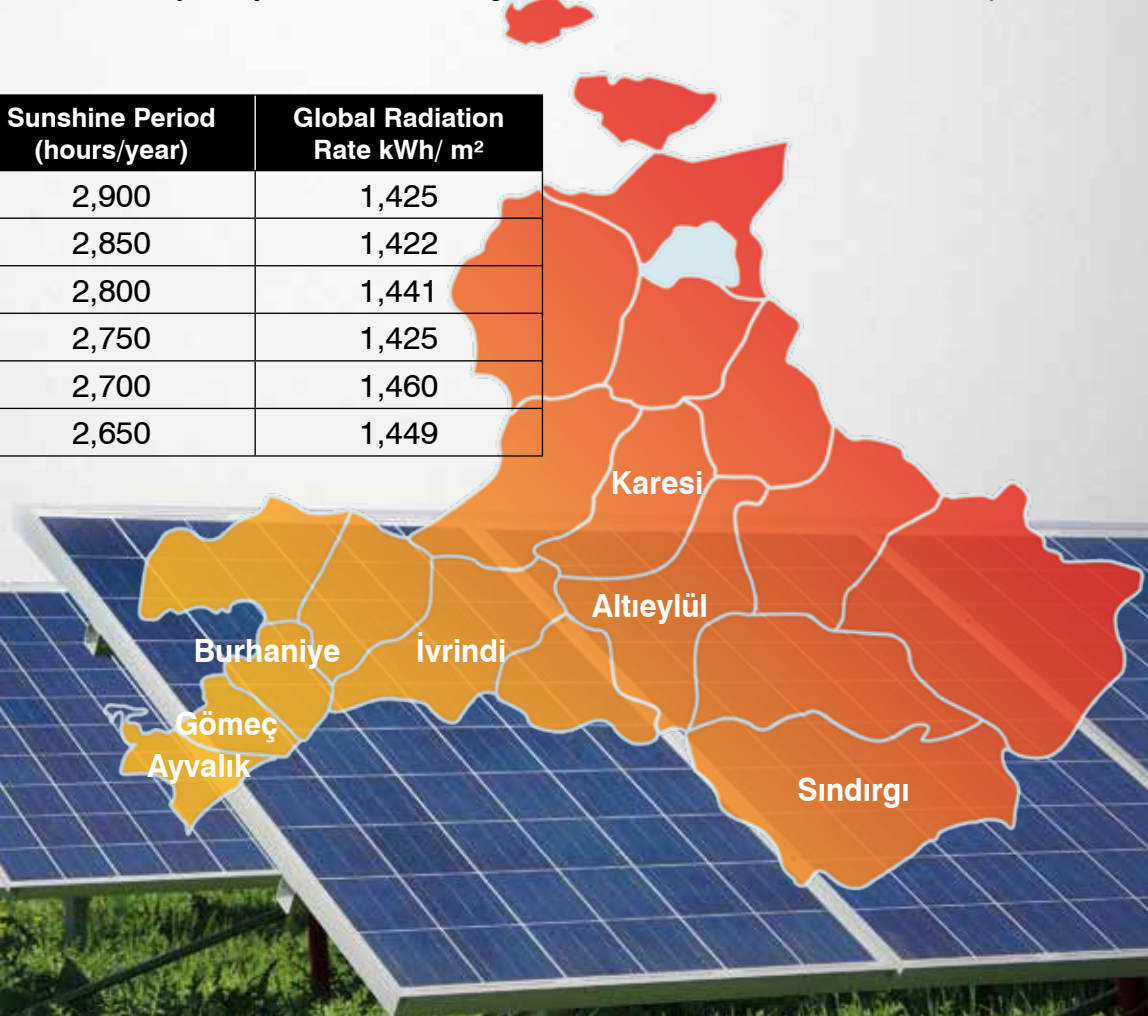 Sunshine Period Global Radiation
(hours/year) Rate kWh/ m²
2,900 1,425
2,850 1,422
2,800 1,441
2,750 1,425
2,700 1,460
2,650 1,449
Karesi
Altıeylül
Burhaniye İvrindi
Gömeç
Ayvalık
Sındırgı